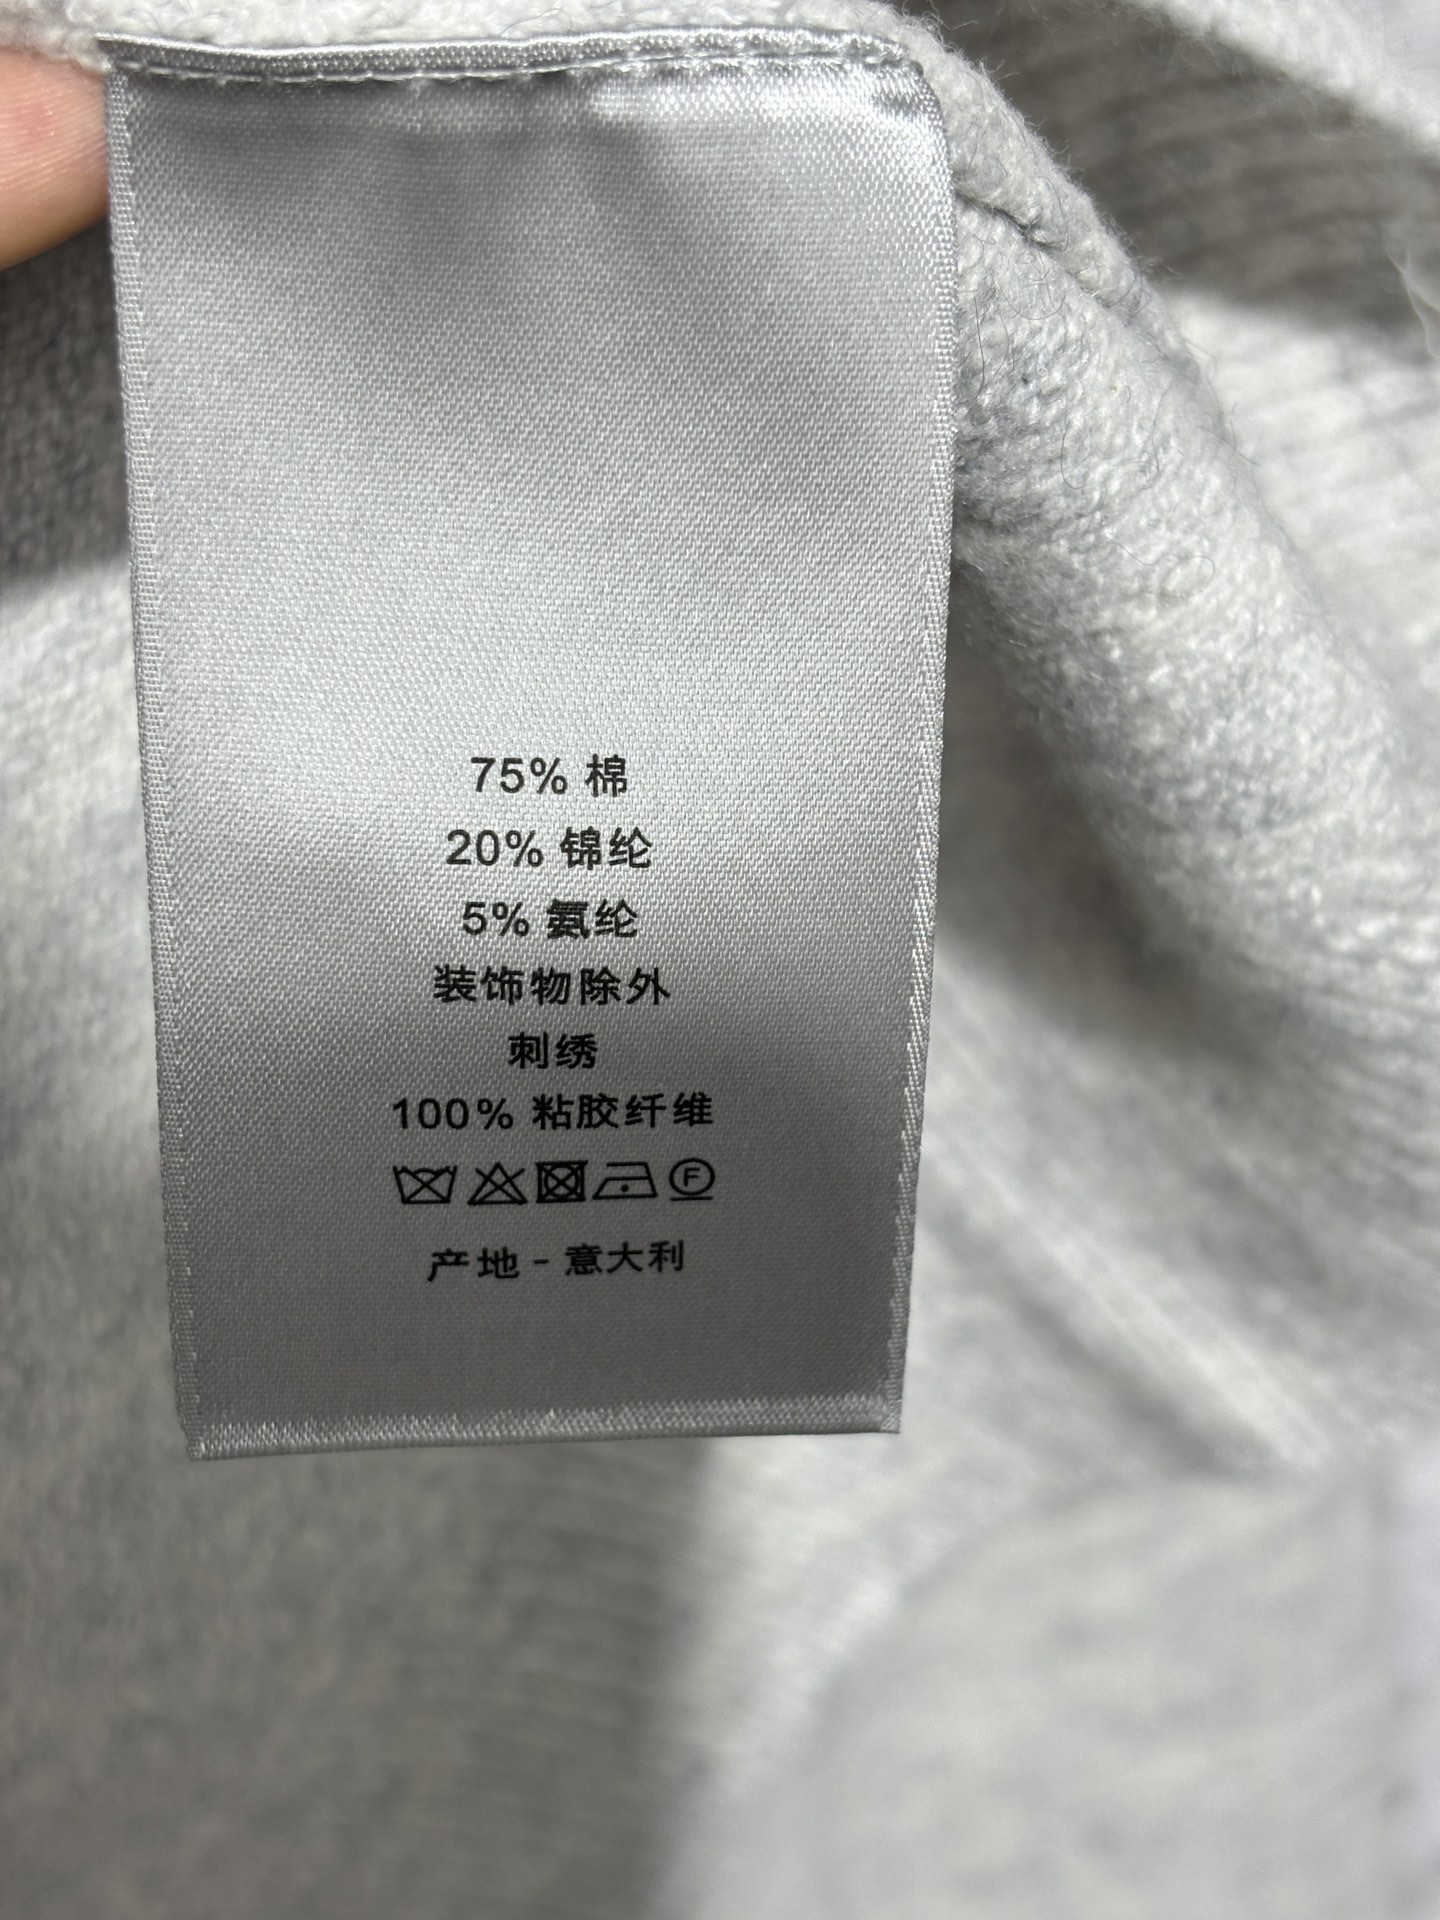 75% 棉
20% 锦纶
5% 氨纶
装饰物除外
刺绣
100% 粘胶纤维
F
产地 - 意大利